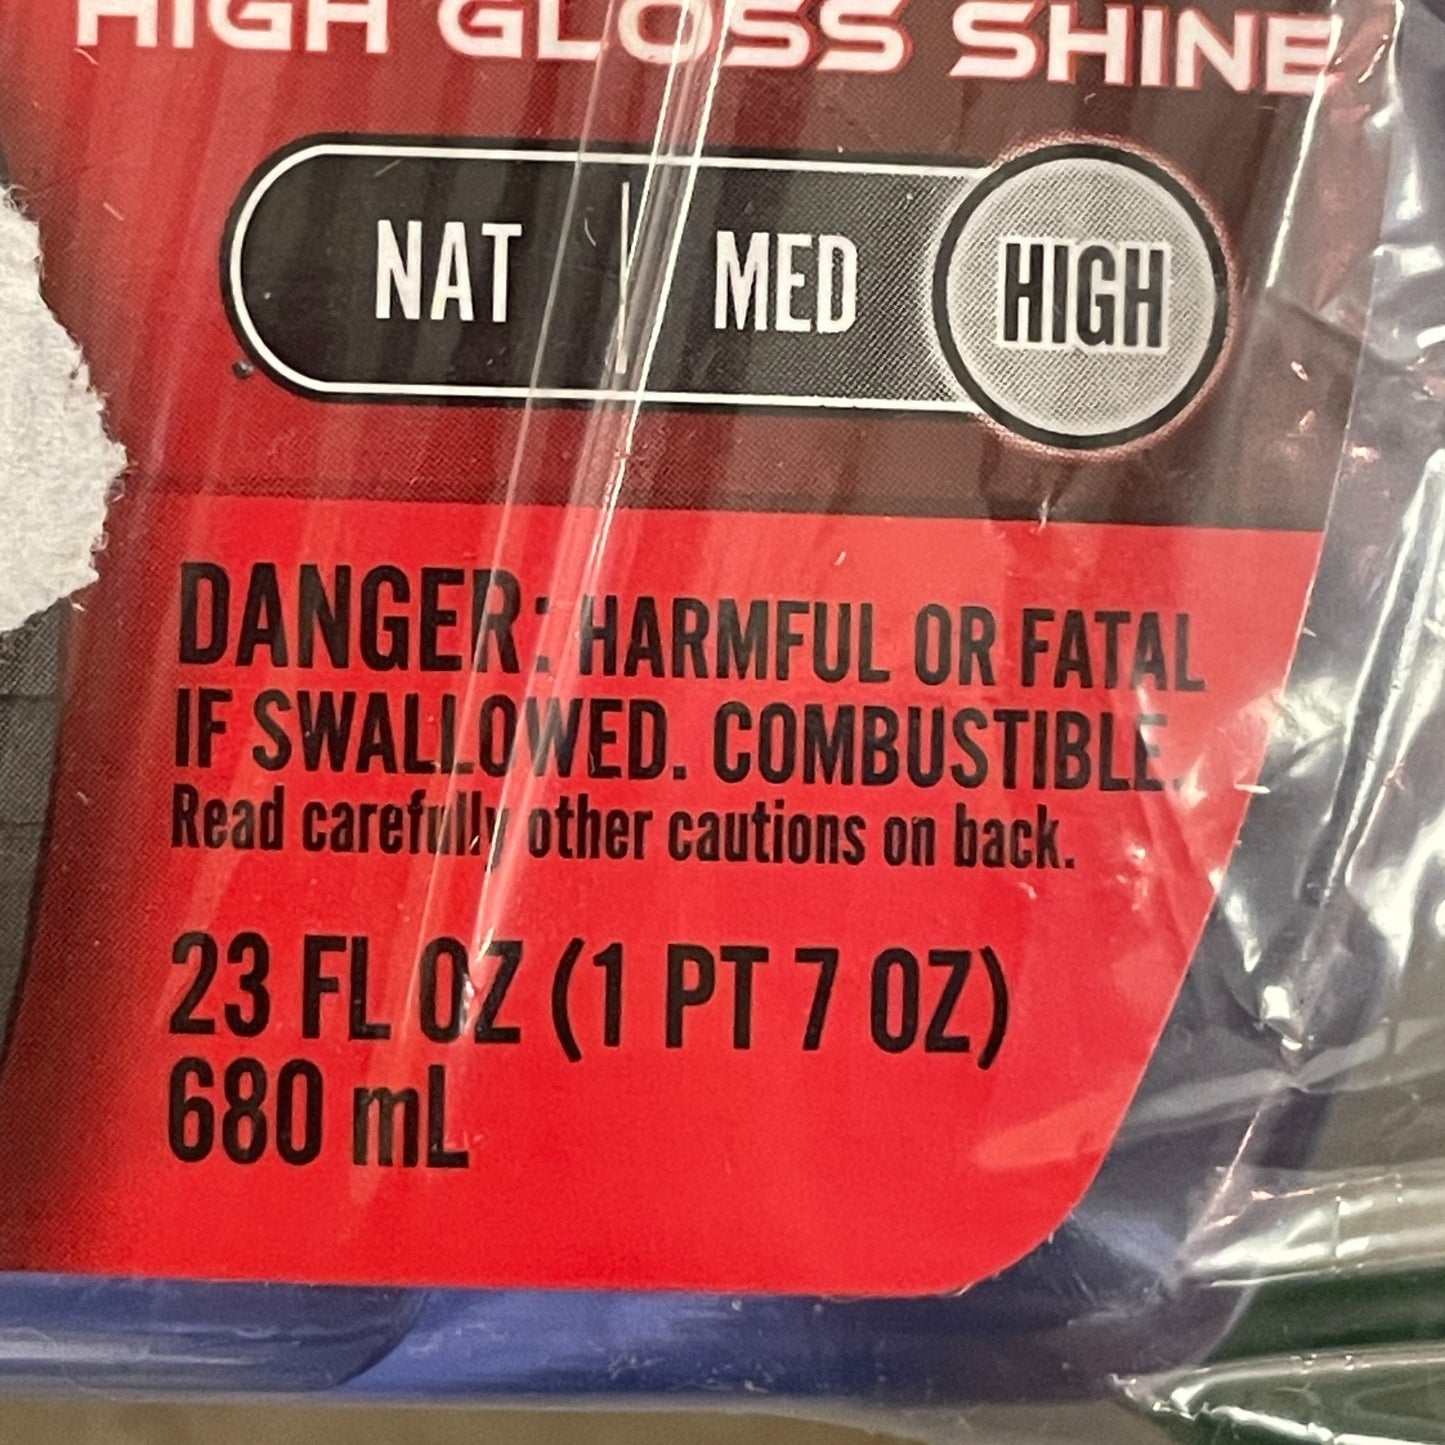 HIGH GLOSS SHINE
NAT MED HIGH
DANGER: HARMFUL OR FATAL
IF SWALLOWED. COMBUSTIBLE.
Read carefully other cautions on back.
23 FL OZ (1 PT 7 OZ)
680 mL